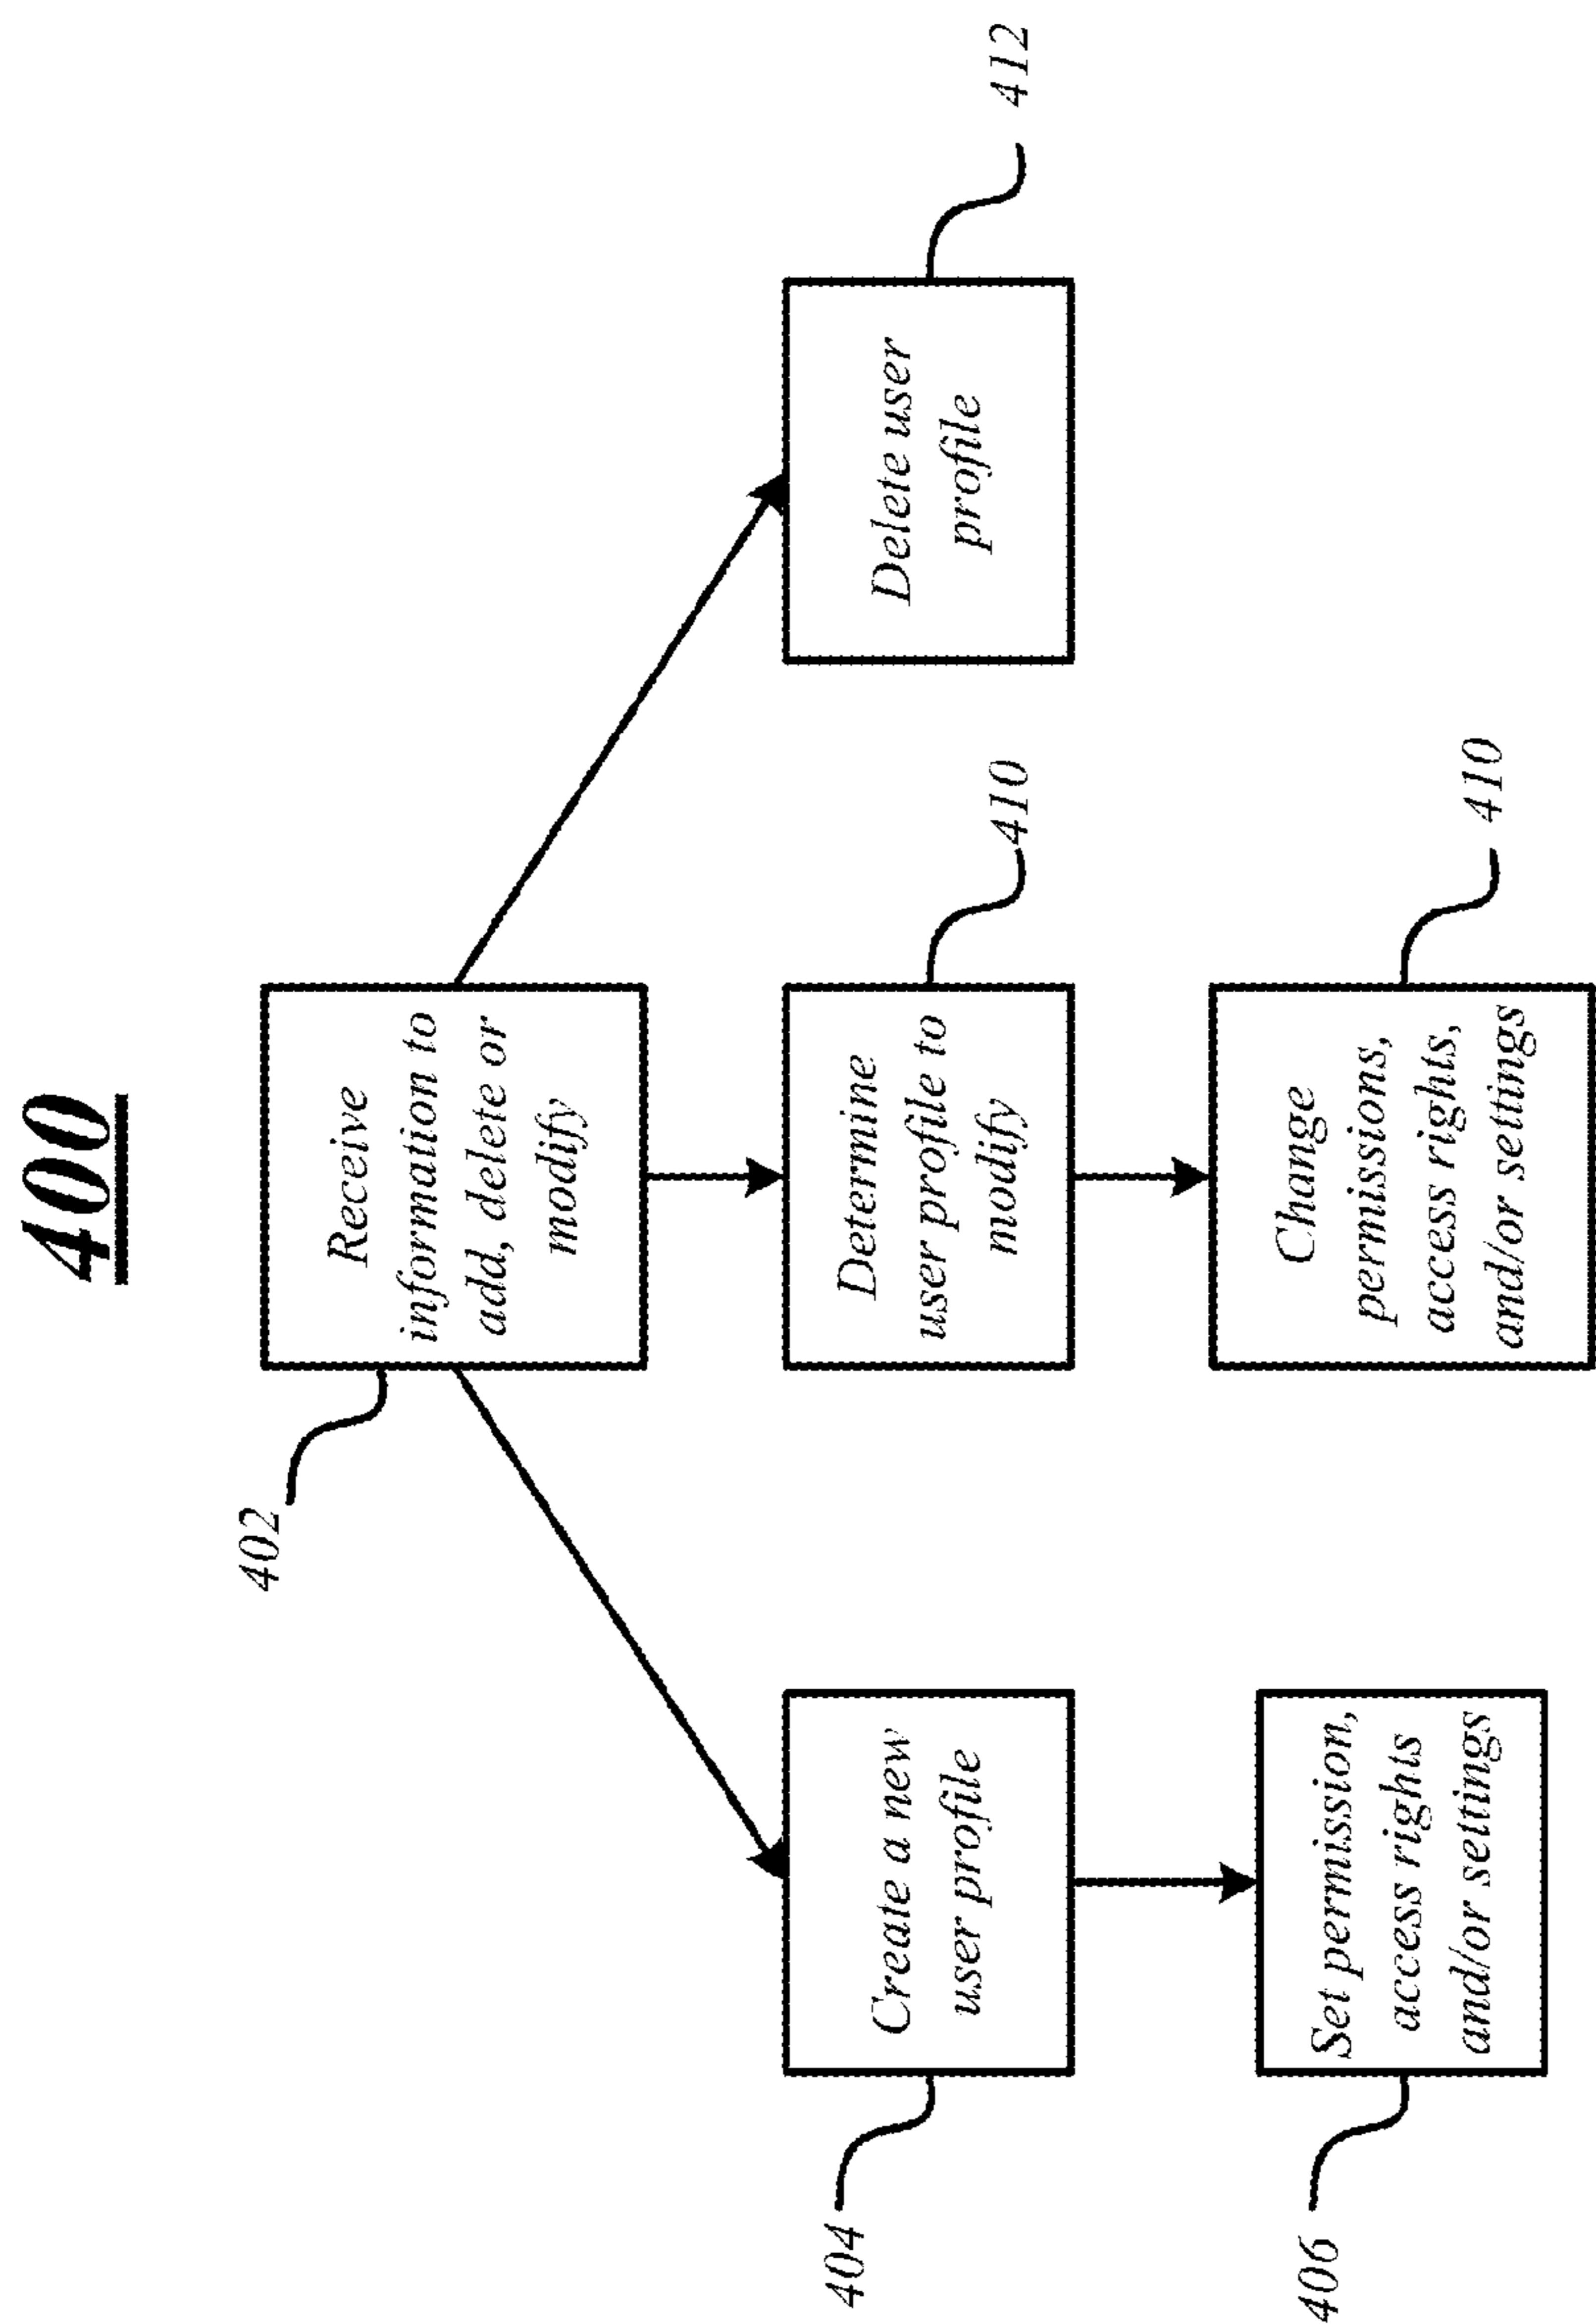 400
402
Receive
information to
add, delete or
modify
404
Create a new
user profile
Determine
user profile to
modify
410
Delete user
profile
412
406
Set permission,
access rights
and/or settings
Change
permissions,
access rights,
and/or settings
410